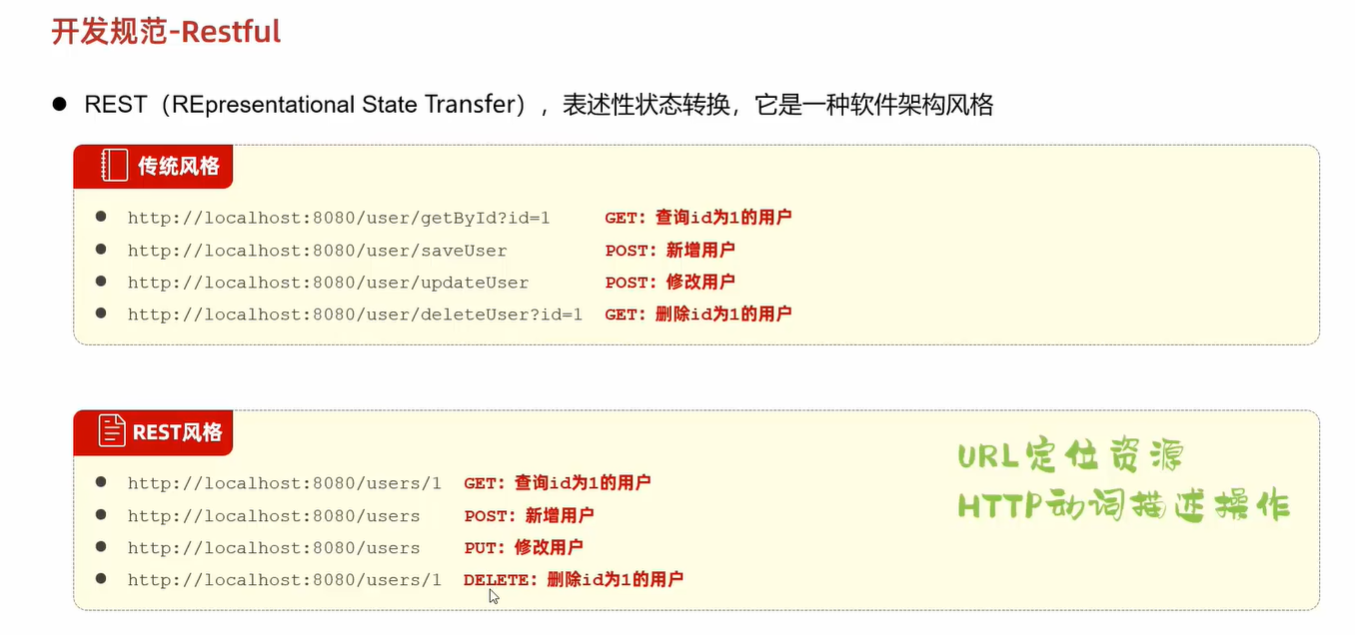 开发规范-Restful
REST（REpresentational State Transfer），表述性状态转换，它是一种软件架构风格
传统风格
http://localhost:8080/user/getById?id=1 GET：查询id为1的用户
http://localhost:8080/user/saveUser POST：新增用户
http://localhost:8080/user/updateUser POST：修改用户
http://localhost:8080/user/deleteUser?id=1 GET：删除id为1的用户
REST风格
URL定位资源
HTTP动词描述操作
http://localhost:8080/users/1 GET：查询id为1的用户
http://localhost:8080/users POST：新增用户
http://localhost:8080/users PUT：修改用户
http://localhost:8080/users/1 DELETE：删除id为1的用户